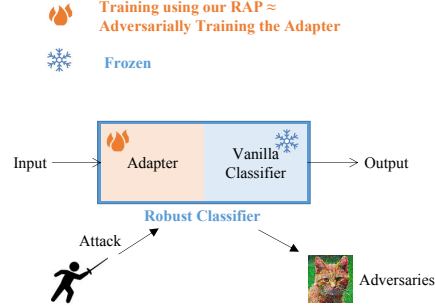 Training using our RAP ≈
Adversarially Training the Adapter
Frozen
Input
Adapter
Vanilla
Classifier
Output
Robust Classifier
Attack
Adversaries